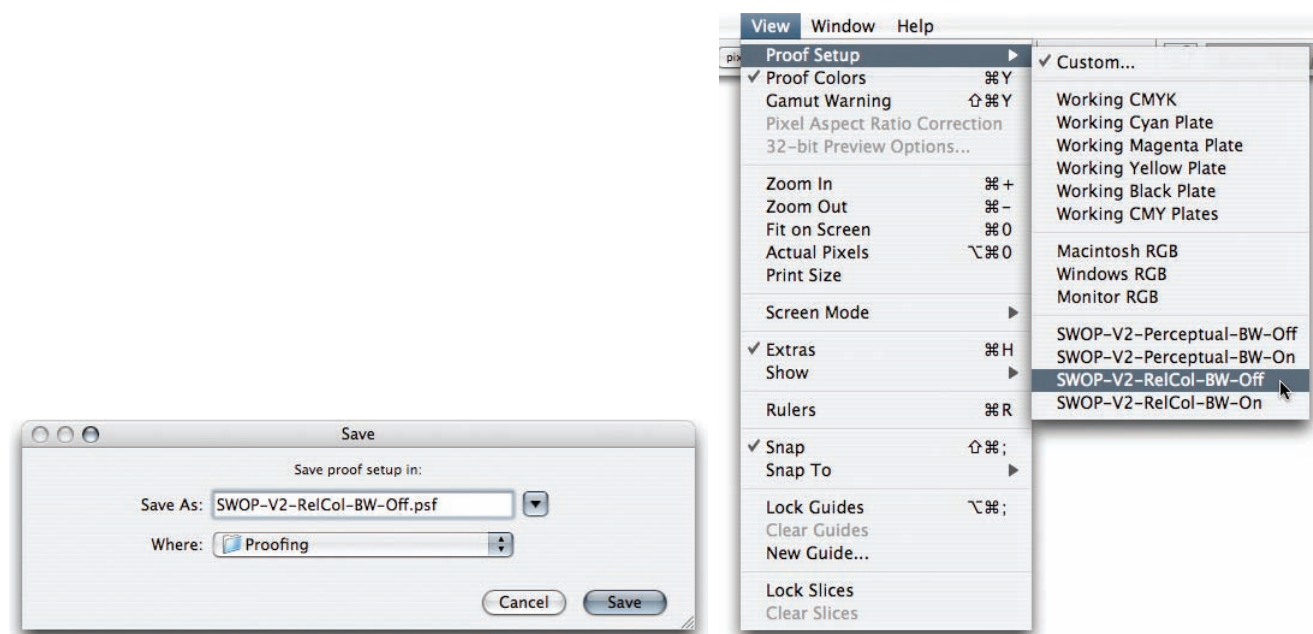 Save
Save proof setup in:
Save As: SWOP-V2-RelCol-BW-Off.psf
Where: Proofing
Cancel Save
View Window Help
Proof Setup
✓ Proof Colors ⌘Y
Gamut Warning ⇧⌘Y
Pixel Aspect Ratio Correction
32-bit Preview Options...
Zoom In ⌘+
Zoom Out ⌘-
Fit on Screen ⌘0
Actual Pixels ⌥⌘0
Print Size
Screen Mode
✓ Extras ⌘H
Show
Rulers ⌘R
✓ Snap ⇧⌘;
Snap To
Lock Guides ⌥⌘;
Clear Guides
New Guide...
Lock Slices
Clear Slices
✓ Custom...
Working CMYK
Working Cyan Plate
Working Magenta Plate
Working Yellow Plate
Working Black Plate
Working CMY Plates
Macintosh RGB
Windows RGB
Monitor RGB
SWOP-V2-Perceptual-BW-Off
SWOP-V2-Perceptual-BW-On
SWOP-V2-RelCol-BW-Off
SWOP-V2-RelCol-BW-On